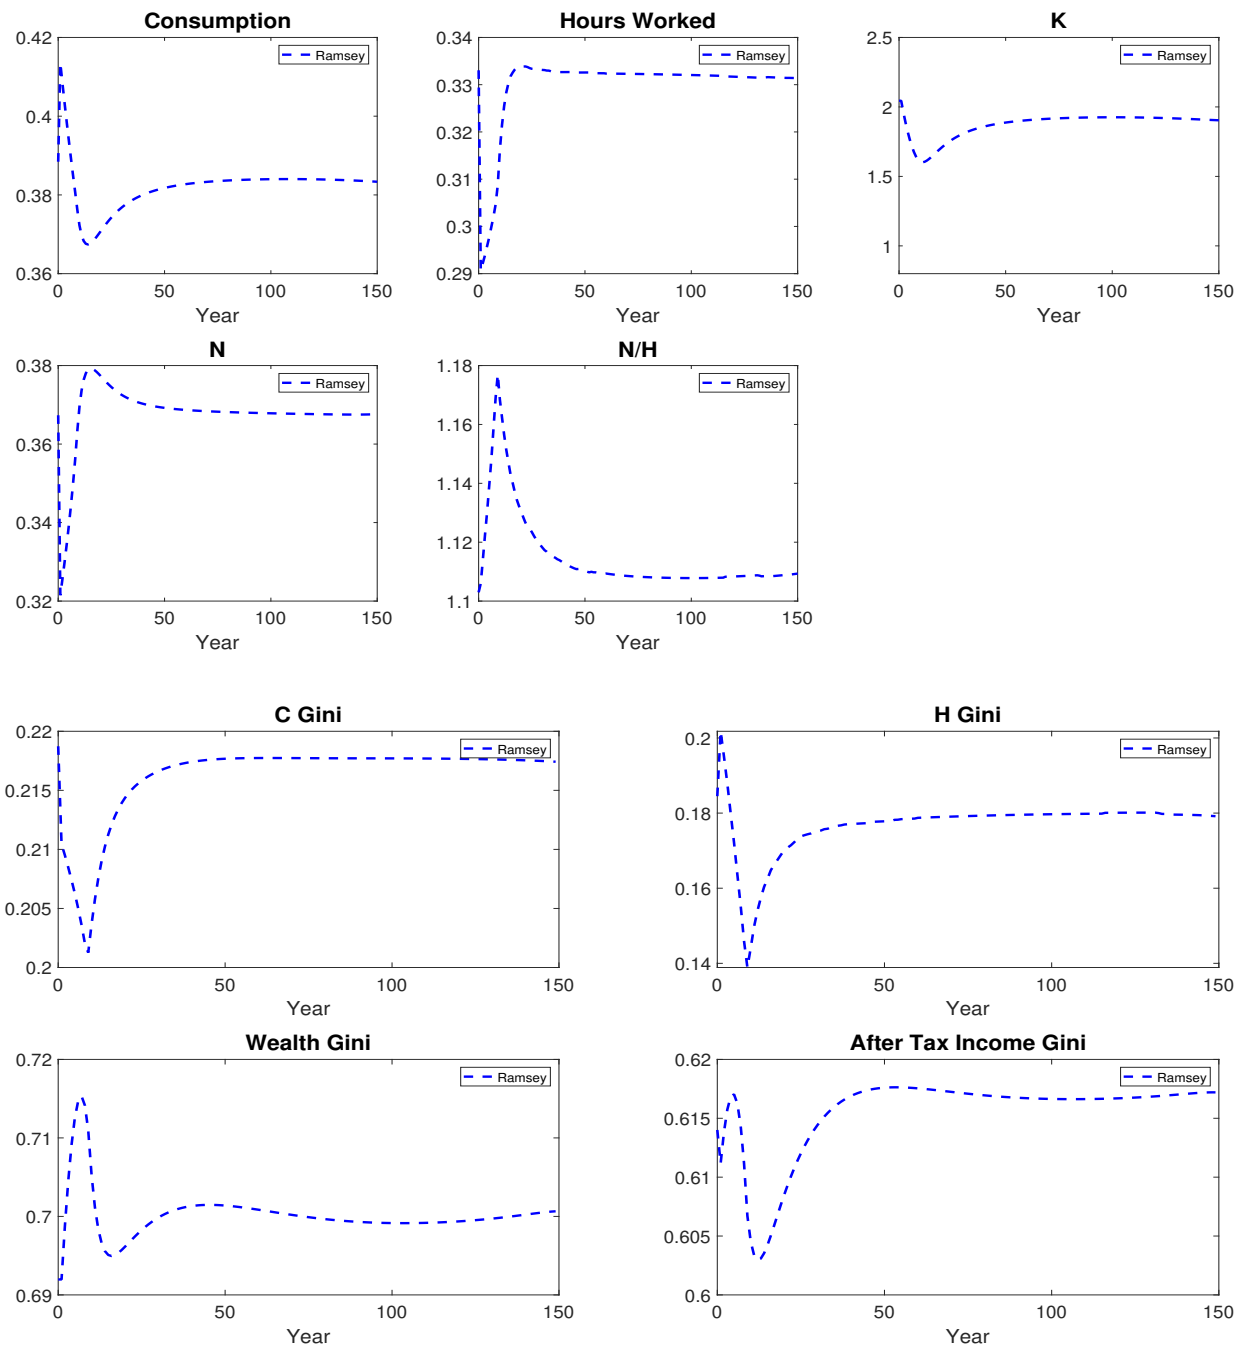 Consumption
0.42
0.4
0.38
0.36
0 50 100 150
Year
Ramsey
Hours Worked
0.34
0.33
0.32
0.31
0.3
0.29
0 50 100 150
Year
Ramsey
K
2.5
2
1.5
1
0 50 100 150
Year
Ramsey
N
0.38
0.36
0.34
0.32
0 50 100 150
Year
Ramsey
N/H
1.18
1.16
1.14
1.12
1.1
0 50 100 150
Year
Ramsey
C Gini
0.22
0.215
0.21
0.205
0.2
0 50 100 150
Year
Ramsey
H Gini
0.2
0.18
0.16
0.14
0 50 100 150
Year
Ramsey
Wealth Gini
0.72
0.71
0.7
0.69
0 50 100 150
Year
Ramsey
After Tax Income Gini
0.62
0.615
0.61
0.605
0.6
0 50 100 150
Year
Ramsey